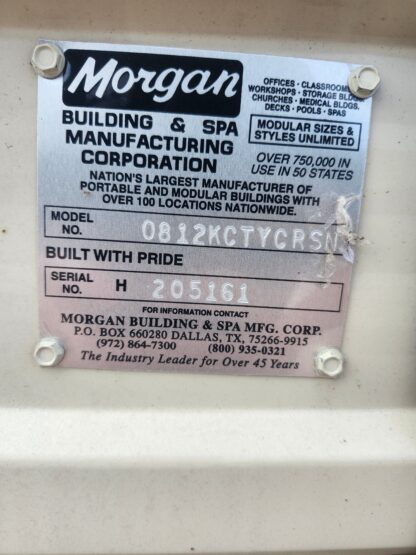 Morgan
BUILDING & SPA
MANUFACTURING
CORPORATION
OFFICES · CLASSROOMS
WORKSHOPS · STORAGE BLDGS.
CHURCHES · MEDICAL BLDGS.
DECKS · POOLS · SPAS
MODULAR SIZES &
STYLES UNLIMITED
OVER 750,000 IN
USE IN 50 STATES
NATION'S LARGEST MANUFACTURER OF
PORTABLE AND MODULAR BUILDINGS WITH
OVER 100 LOCATIONS NATIONWIDE.
MODEL NO. 0812KCTYCRSN
BUILT WITH PRIDE
SERIAL NO. H 205161
FOR INFORMATION CONTACT
MORGAN BUILDING & SPA MFG. CORP.
P.O. BOX 660280 DALLAS, TX, 75266-9915
(972) 864-7300 (800) 935-0321
The Industry Leader for Over 45 Years